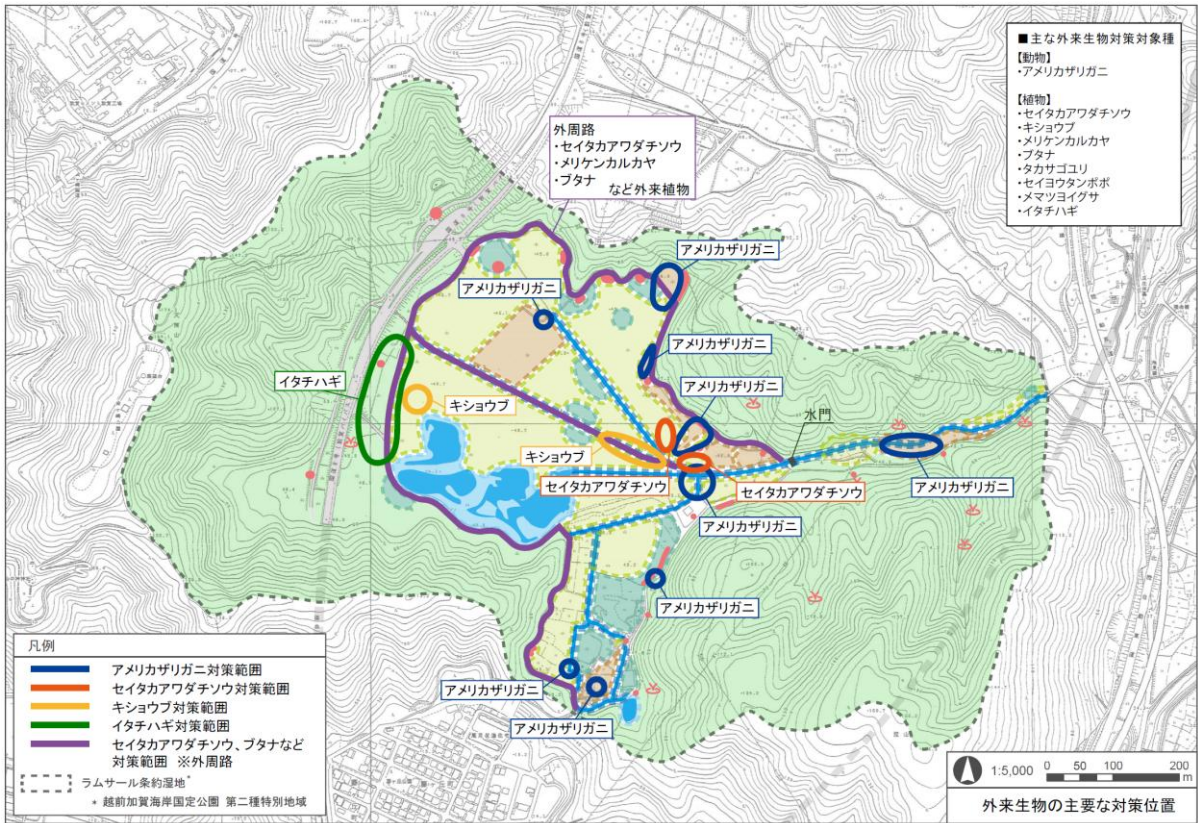 ■主な外来生物対策対象種
【動物】
・アメリカザリガニ
【植物】
・セイタカアワダチソウ
・キショウブ
・メリケンカルカヤ
・ブタナ
・タカサゴユリ
・セイヨウタンポポ
・メマツヨイグサ
・イタチハギ
外周路
・セイタカアワダチソウ
・メリケンカルカヤ
・ブタナ
など外来植物
アメリカザリガニ
アメリカザリガニ
アメリカザリガニ
イタチハギ
アメリカザリガニ
キショウブ
水門
キショウブ
セイタカアワダチソウ
セイタカアワダチソウ
アメリカザリガニ
アメリカザリガニ
アメリカザリガニ
アメリカザリガニ
アメリカザリガニ
凡例
アメリカザリガニ対策範囲
セイタカアワダチソウ対策範囲
キショウブ対策範囲
イタチハギ対策範囲
セイタカアワダチソウ、ブタナなど
対策範囲 ※外周路
ラムサール条約湿地*
* 越前加賀海岸国定公園 第二種特別地域
1:5,000 0 50 100 200
m
外来生物の主要な対策位置